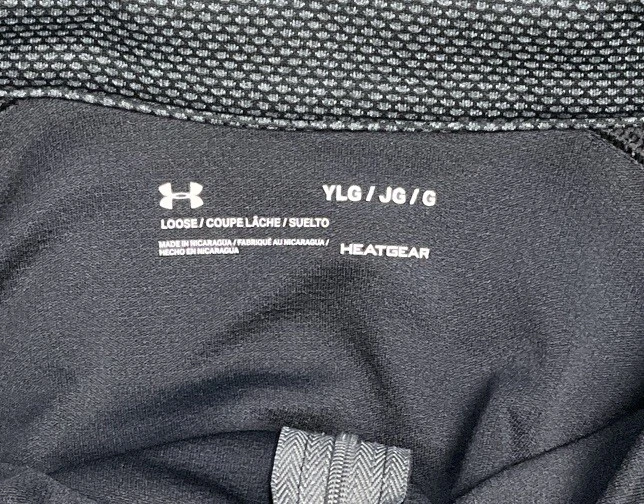 YLG / JG / G
LOOSE / COUPE LÂCHE / SUELTO
MADE IN NICARAGUA / FABRIQUÉ AU NICARAGUA /
HECHO EN NICARAGUA
HEATGEAR